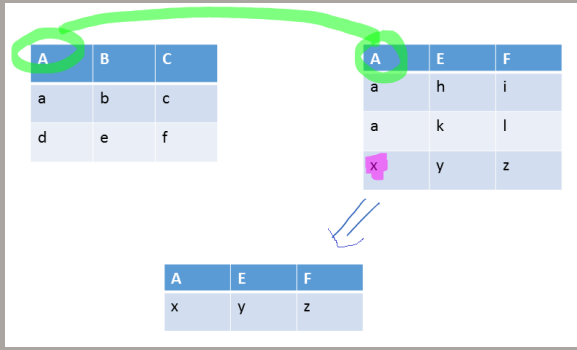 A B C
a b c
d e f
A E F
a h i
a k l
x y z
A E F
x y z